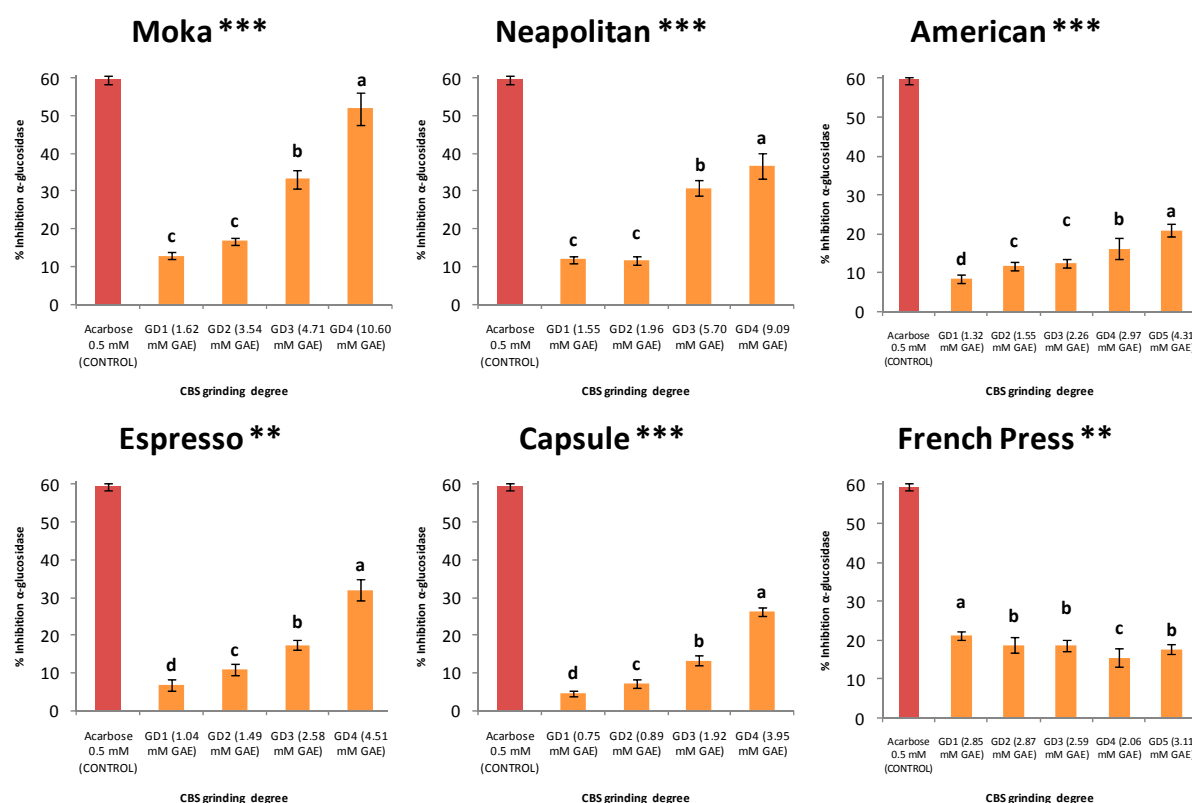 Moka ***
% Inhibition α-glucosidase
60
50
40
30
20
10
0
c
c
b
a
Acarbose GD1 (1.62 GD2 (3.54 GD3 (4.71 GD4 (10.60
0.5 mM mM GAE) mM GAE) mM GAE) mM GAE)
(CONTROL)
CBS grinding degree
Neapolitan ***
% Inhibition α-glucosidase
60
50
40
30
20
10
0
c
c
b
a
Acarbose GD1 (1.55 GD2 (1.96 GD3 (5.70 GD4 (9.09
0.5 mM mM GAE) mM GAE) mM GAE) mM GAE)
(CONTROL)
CBS grinding degree
American ***
% Inhibition α-glucosidase
60
50
40
30
20
10
0
d
c
c
b
a
Acarbose GD1 (1.32 GD2 (1.55 GD3 (2.26 GD4 (2.97 GD5 (4.31
0.5 mM mM GAE) mM GAE) mM GAE) mM GAE) mM GAE)
(CONTROL)
CBS grinding degree
Espresso **
% Inhibition α-glucosidase
60
50
40
30
20
10
0
d
c
b
a
Acarbose GD1 (1.04 GD2 (1.49 GD3 (2.58 GD4 (4.51
0.5 mM mM GAE) mM GAE) mM GAE) mM GAE)
(CONTROL)
CBS grinding degree
Capsule ***
% Inhibition α-glucosidase
60
50
40
30
20
10
0
d
c
b
a
Acarbose GD1 (0.75 GD2 (0.89 GD3 (1.92 GD4 (3.95
0.5 mM mM GAE) mM GAE) mM GAE) mM GAE)
(CONTROL)
CBS grinding degree
French Press **
% Inhibition α-glucosidase
60
50
40
30
20
10
0
a
b
b
c
b
Acarbose GD1 (2.85 GD2 (2.87 GD3 (2.59 GD4 (2.06 GD5 (3.11
0.5 mM mM GAE) mM GAE) mM GAE) mM GAE) mM GAE)
(CONTROL)
CBS grinding degree